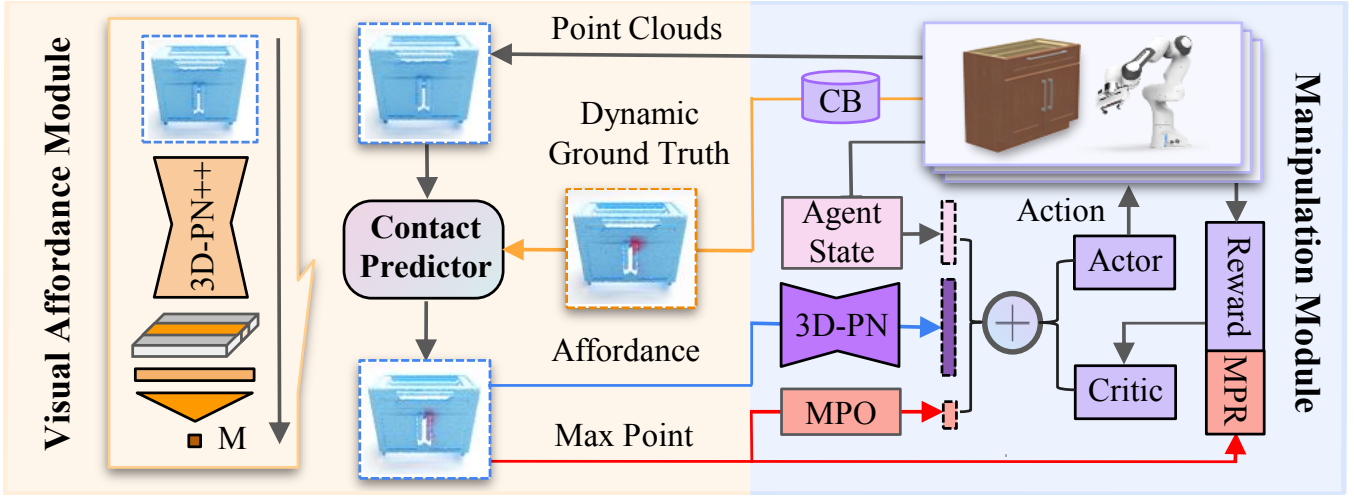 Visual Affordance Module
3D-PN++
M
Point Clouds
CB
Dynamic
Ground Truth
Contact
Predictor
Affordance
Max Point
Agent
State
3D-PN
MPO
Action
Actor
Critic
Reward
MPR
Manipulation Module